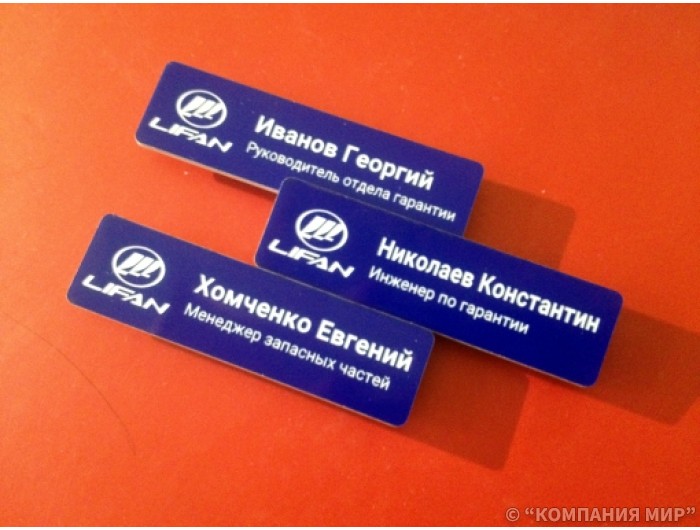 LIFAN
Иванов Георгий
Руководитель отдела гарантии
LIFAN
Николаев Константин
Инженер по гарантии
LIFAN
Хомченко Евгений
Менеджер запасных частей
© “КОМПАНИЯ МИР”